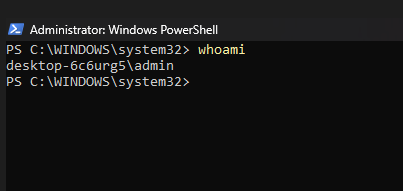 Administrator: Windows PowerShell
PS C:\WINDOWS\system32> whoami
desktop-6c6urg5\admin
PS C:\WINDOWS\system32>